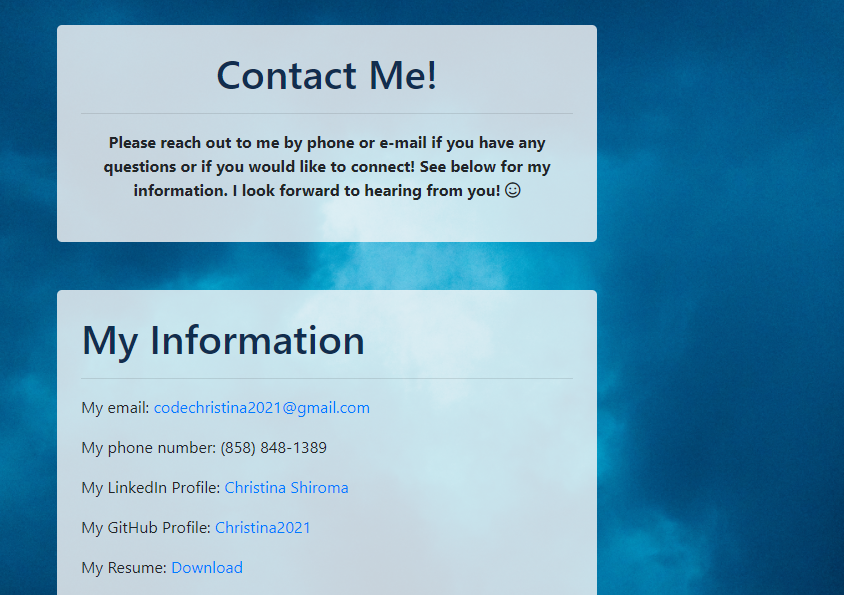 Contact Me!
Please reach out to me by phone or e-mail if you have any
questions or if you would like to connect! See below for my
information. I look forward to hearing from you! ☺
My Information
My email: codechristina2021@gmail.com
My phone number: (858) 848-1389
My LinkedIn Profile: Christina Shiroma
My GitHub Profile: Christina2021
My Resume: Download